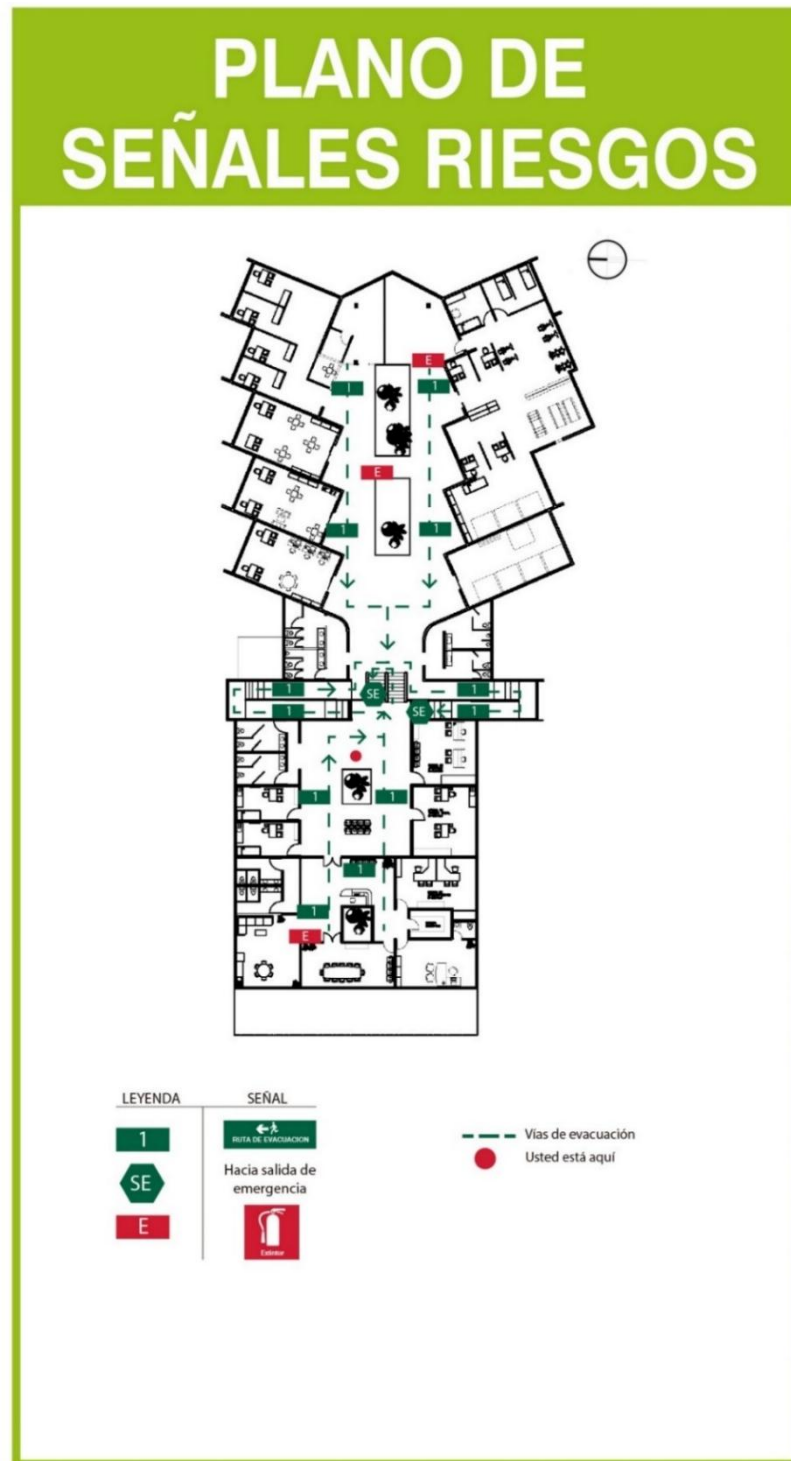 PLANO DE
SEÑALES RIESGOS
E
1
1
E
1
1
1
SE
1
1
SE
1
1
1
1
1
E
LEYENDA
SEÑAL
1
RUTA DE EVACUACION
SE
Hacia salida de
emergencia
E
Extintor
Vías de evacuación
Usted está aquí